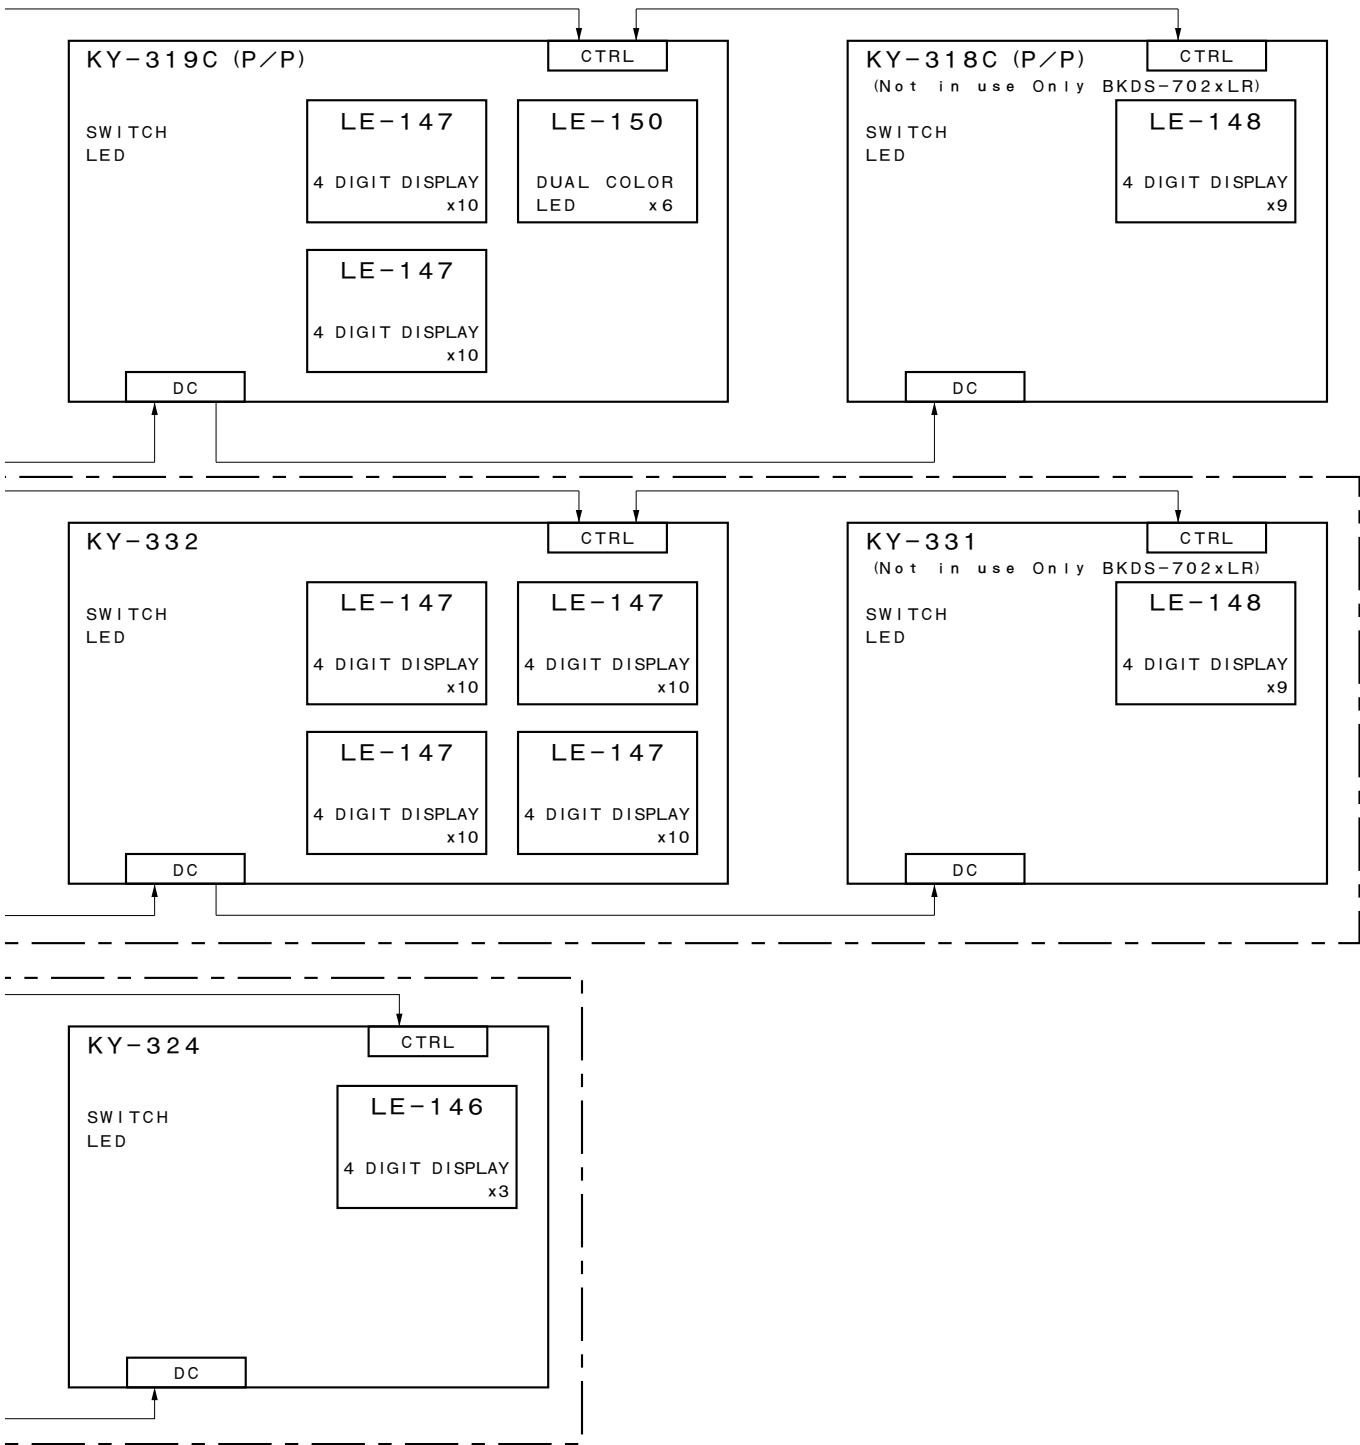 KY-319C (P/P)
CTRL
SWITCH
LED
LE-147
4 DIGIT DISPLAY
x10
LE-150
DUAL COLOR
LED x6
LE-147
4 DIGIT DISPLAY
x10
DC
KY-318C (P/P)
CTRL
(Not in use Only BKDS-702xLR)
SWITCH
LED
LE-148
4 DIGIT DISPLAY
x9
DC
KY-332
CTRL
SWITCH
LED
LE-147
4 DIGIT DISPLAY
x10
LE-147
4 DIGIT DISPLAY
x10
LE-147
4 DIGIT DISPLAY
x10
LE-147
4 DIGIT DISPLAY
x10
DC
KY-331
CTRL
(Not in use Only BKDS-702xLR)
SWITCH
LED
LE-148
4 DIGIT DISPLAY
x9
DC
KY-324
CTRL
SWITCH
LED
LE-146
4 DIGIT DISPLAY
x3
DC